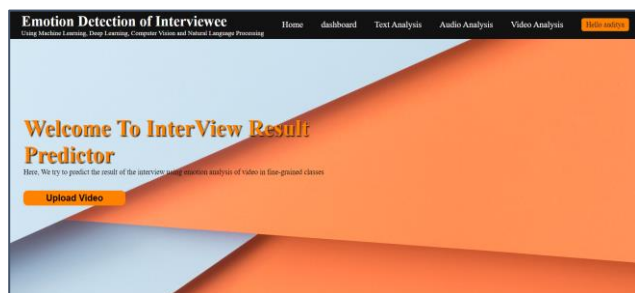 Emotion Detection of Interviewee
Using Machine Learning, Deep Learning, Computer Vision and Natural Language Processing
Home dashboard Text Analysis Audio Analysis Video Analysis Hello
Welcome To InterView Result
Predictor
Here, We try to predict the result of the interview using emotion analysis of video in fine-grained classes
Upload Video